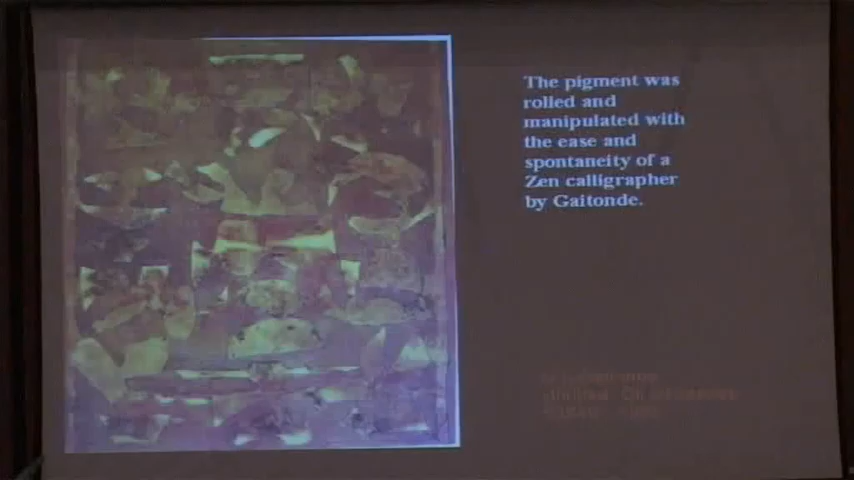 The pigment was
rolled and
manipulated with
the ease and
spontaneity of a
Zen calligrapher
by Gaitonde.